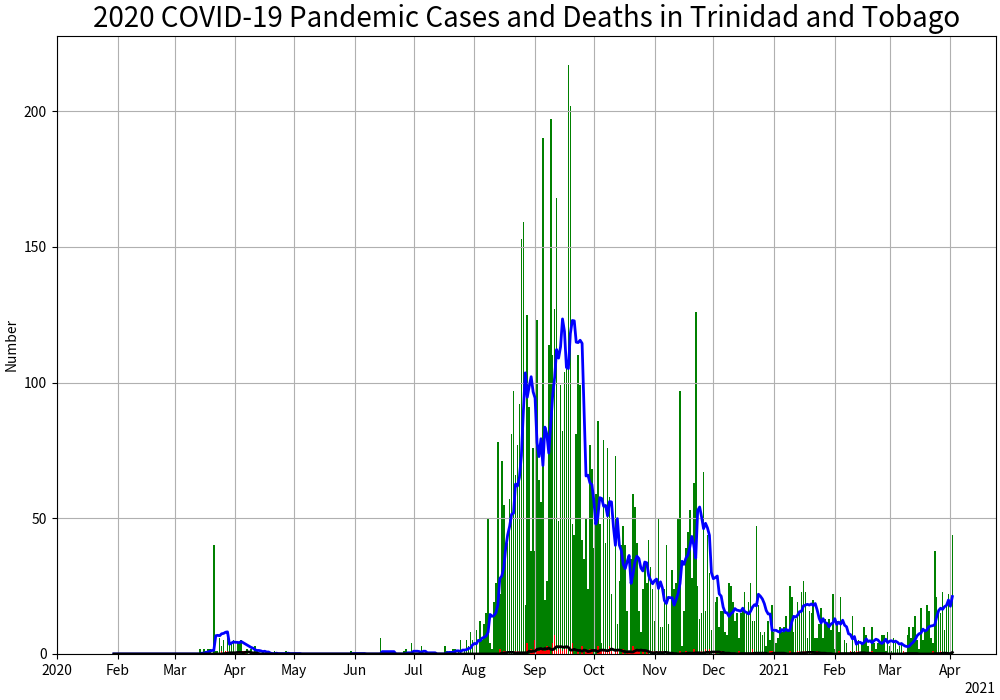 2020 COVID-19 Pandemic Cases and Deaths in Trinidad and Tobago
Number
200
150
100
50
0
2020 Feb Mar Apr May Jun Jul Aug Sep Oct Nov Dec 2021 Feb Mar Apr
2021